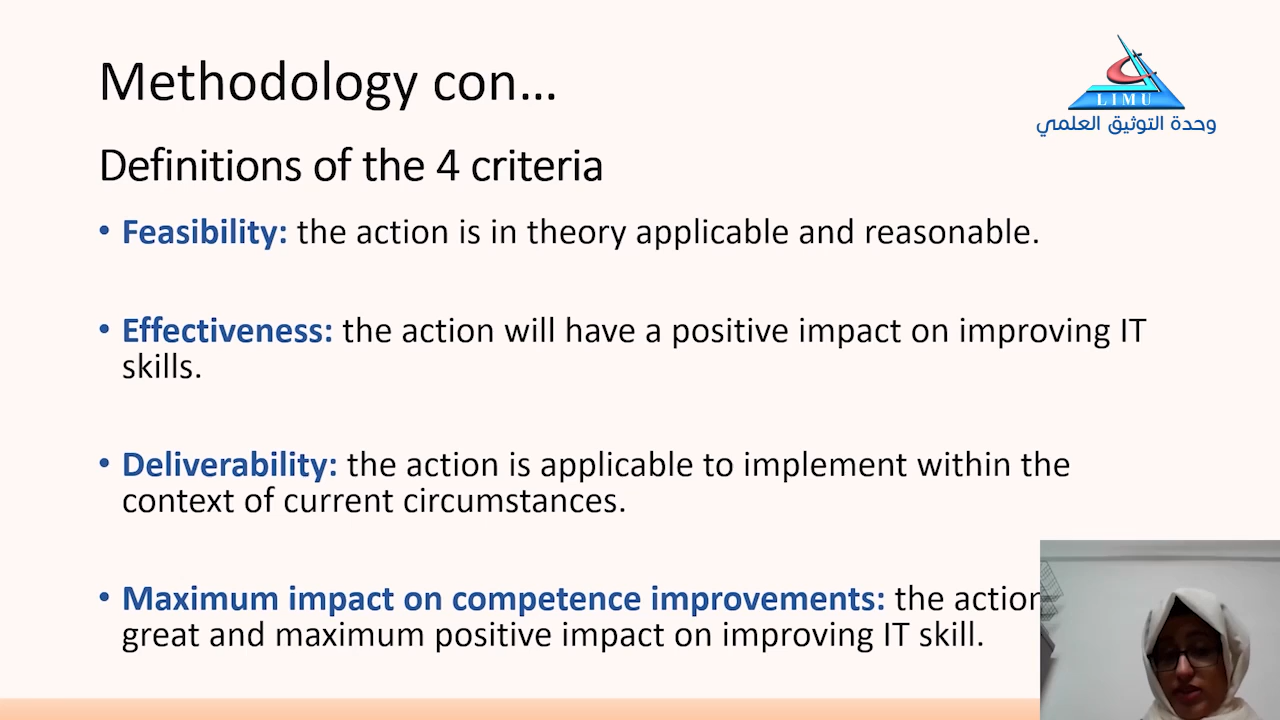 Methodology con...
LIMU
وحدة التوثيق العلمي
Definitions of the 4 criteria
• Feasibility: the action is in theory applicable and reasonable.
• Effectiveness: the action will have a positive impact on improving IT
skills.
• Deliverability: the action is applicable to implement within the
context of current circumstances.
• Maximum impact on competence improvements: the action
great and maximum positive impact on improving IT skill.